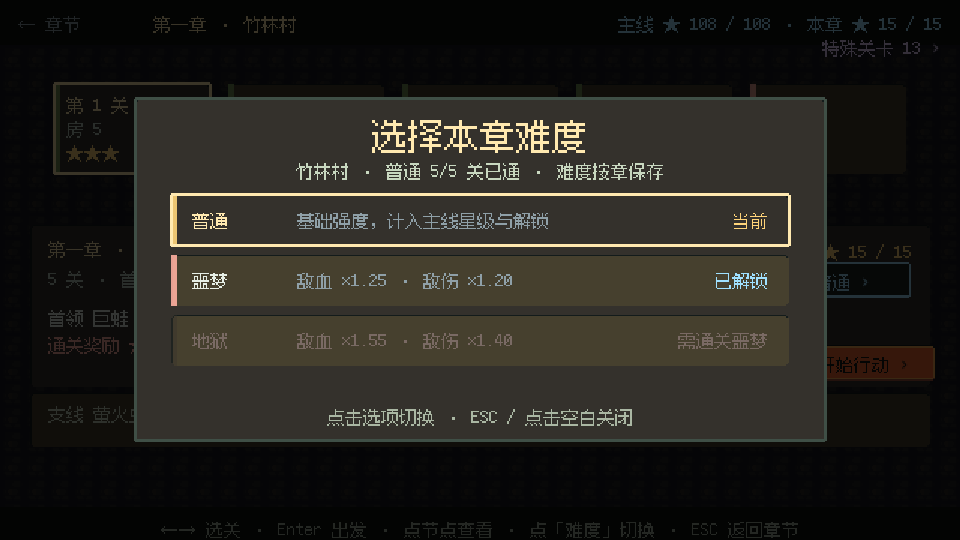 ← 章节 第一章 · 竹林村 主线 ★ 108 / 108 · 本章 ★ 15 / 15
特殊关卡 13 ›
第 1 关
房 5
★★★
选择本章难度
竹林村 · 普通 5/5 关已通 · 难度按章保存
普通 基础强度，计入主线星级与解锁 当前
噩梦 敌血 x1.25 · 敌伤 x1.20 已解锁
地狱 敌血 x1.55 · 敌伤 x1.40 需通关噩梦
点击选项切换 · ESC / 点击空白关闭
第一章 · ★ 15 / 15
5 关 · 首 普通 ›
首领 巨蛙
通关奖励
开始行动 ›
支线 萤火
←→ 选关 · Enter 出发 · 点节点查看 · 点「难度」切换 · ESC 返回章节